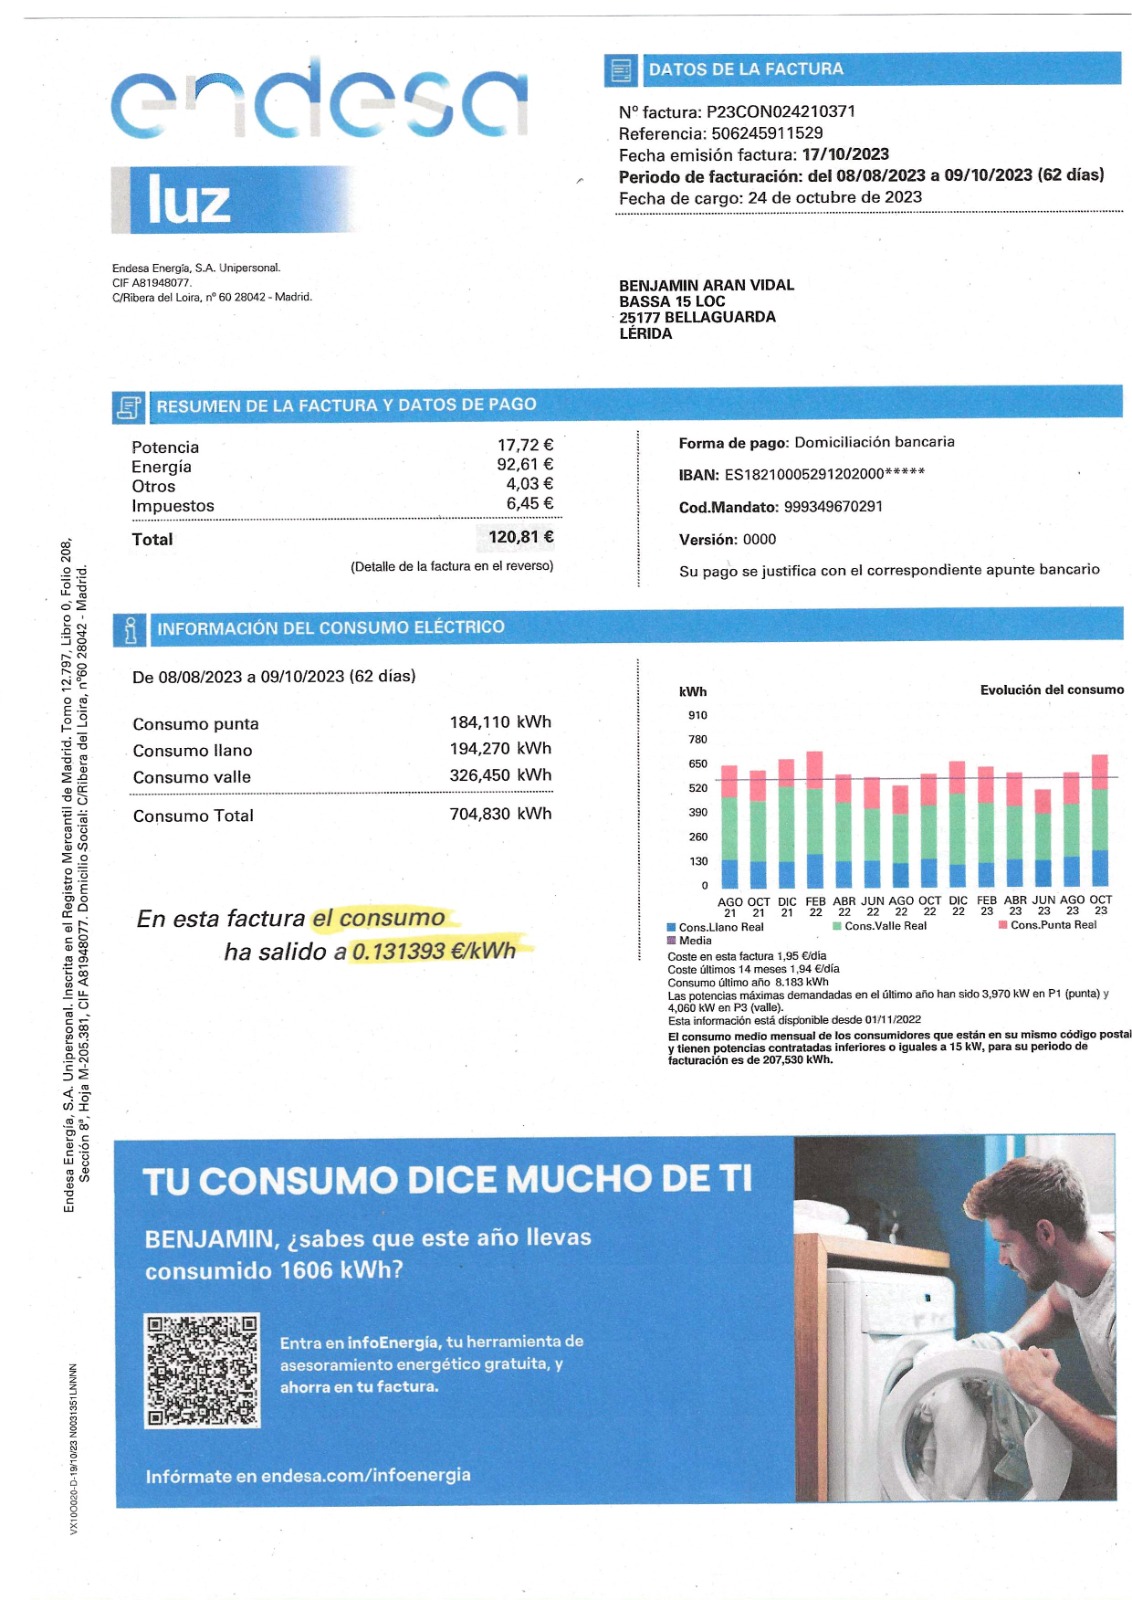 endesa
luz
Endesa Energía, S.A. Unipersonal.
CIF A81948077.
C/Ribera del Loira, nº 60 28042 - Madrid.
DATOS DE LA FACTURA
Nº factura: P23CON024210371
Referencia: 506245911529
Fecha emisión factura: 17/10/2023
Periodo de facturación: del 08/08/2023 a 09/10/2023 (62 días)
Fecha de cargo: 24 de octubre de 2023
BENJAMIN ARAN VIDAL
BASSA 15 LOC
25177 BELLAGUARDA
LÉRIDA
RESUMEN DE LA FACTURA Y DATOS DE PAGO
Potencia 17,72 €
Energía 92,61 €
Otros 4,03 €
Impuestos 6,45 €
Total 120,81 €
(Detalle de la factura en el reverso)
Forma de pago: Domiciliación bancaria
IBAN: ES18210005291202000*****
Cod.Mandato: 999349670291
Versión: 0000
Su pago se justifica con el correspondiente apunte bancario
INFORMACIÓN DEL CONSUMO ELÉCTRICO
De 08/08/2023 a 09/10/2023 (62 días)
Consumo punta 184,110 kWh
Consumo llano 194,270 kWh
Consumo valle 326,450 kWh
Consumo Total 704,830 kWh
En esta factura el consumo
ha salido a 0.131393 €/kWh
kWh Evolución del consumo
910
780
650
520
390
260
130
0
AGO OCT DIC FEB ABR JUN AGO OCT DIC FEB ABR JUN AGO OCT
21 21 21 22 22 22 22 22 22 23 23 23 23 23
Cons.Llano Real Cons.Valle Real Cons.Punta Real
Media
Coste en esta factura 1,95 €/día
Coste últimos 14 meses 1,94 €/día
Consumo último año 8.183 kWh
Las potencias máximas demandadas en el último año han sido 3,970 kW en P1 (punta) y
4,060 kW en P3 (valle).
Esta información está disponible desde 01/11/2022
El consumo medio mensual de los consumidores que están en su mismo código postal
y tienen potencias contratadas inferiores o iguales a 15 kW, para su periodo de
facturación es de 207,530 kWh.
Endesa Energía, S.A. Unipersonal. Inscrita en el Registro Mercantil de Madrid. Tomo 12.797, Libro 0, Folio 208,
Sección 8ª, Hoja M-205.381, CIF A81948077. Domicilio Social: C/Ribera del Loira, nº60 28042 - Madrid.
TU CONSUMO DICE MUCHO DE TI
BENJAMIN, ¿sabes que este año llevas
consumido 1606 kWh?
Entra en infoEnergía, tu herramienta de
asesoramiento energético gratuita, y
ahorra en tu factura.
Infórmate en endesa.com/infoenergia
VX10O020-D-19/10/23 N0031351LNNNN